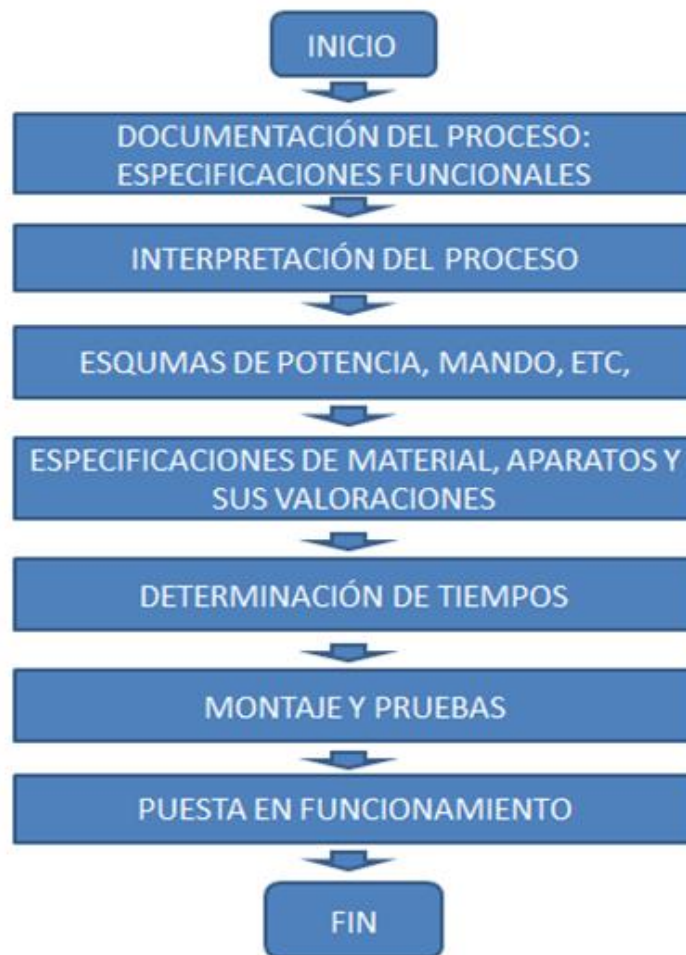 INICIO
DOCUMENTACIÓN DEL PROCESO:
ESPECIFICACIONES FUNCIONALES
INTERPRETACIÓN DEL PROCESO
ESQUMAS DE POTENCIA, MANDO, ETC,
ESPECIFICACIONES DE MATERIAL, APARATOS Y
SUS VALORACIONES
DETERMINACIÓN DE TIEMPOS
MONTAJE Y PRUEBAS
PUESTA EN FUNCIONAMIENTO
FIN